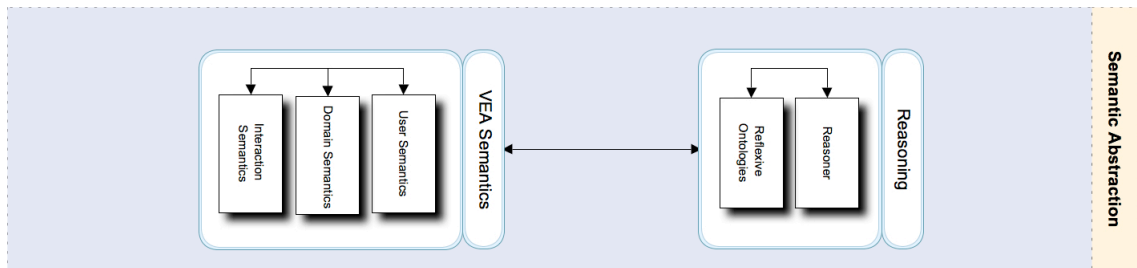 Semantic Abstraction
Reasoning
Reasoner
Reflexive
Ontologies
VEA Semantics
User Semantics
Domain Semantics
Interaction
Semantics